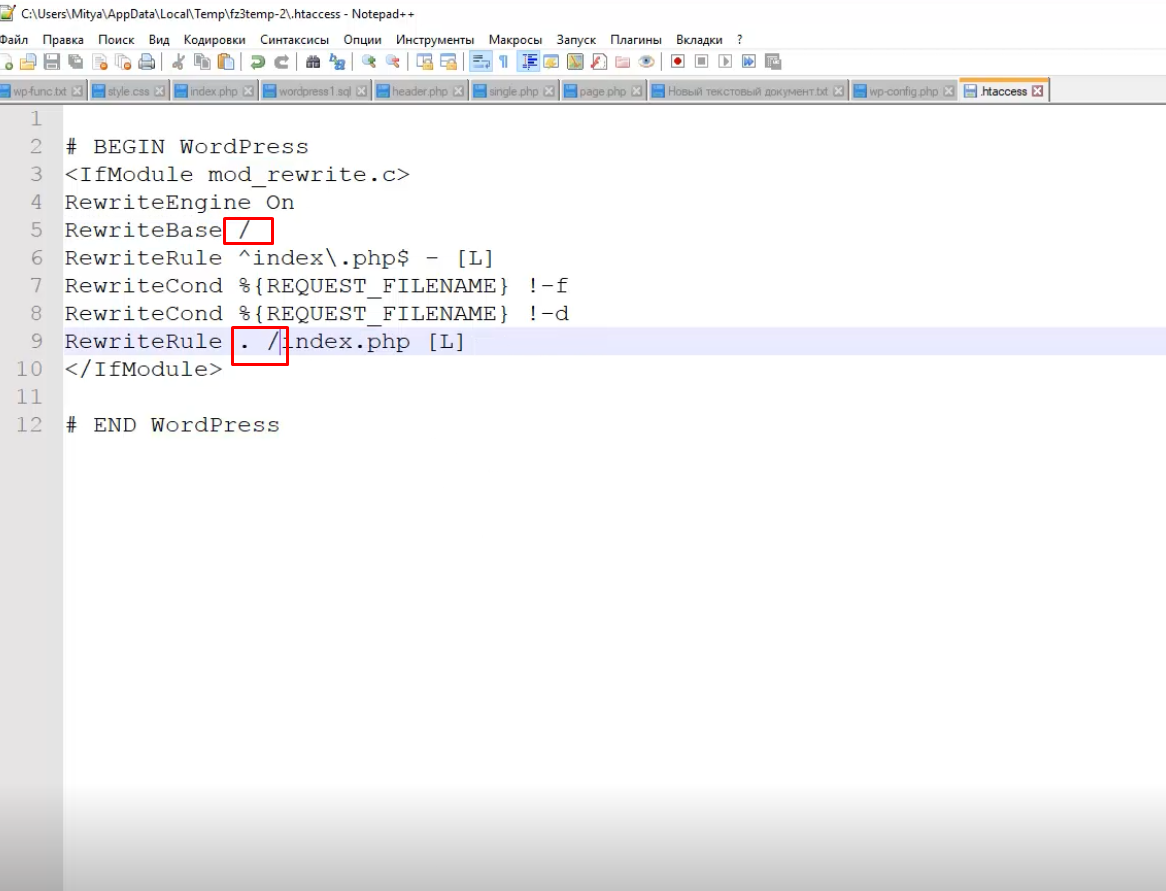 C:\Users\Mitya\AppData\Local\Temp\fz3temp-2\.htaccess - Notepad++
Файл Правка Поиск Вид Кодировки Синтаксисы Опции Инструменты Макросы Запуск Плагины Вкладки ?
wp-func.txt style.css index.php wordpress1.sql header.php single.php page.php Новый текстовый документ.txt wp-config.php .htaccess
1
2 # BEGIN WordPress
3 <IfModule mod_rewrite.c>
4 RewriteEngine On
5 RewriteBase /
6 RewriteRule ^index\.php$ - [L]
7 RewriteCond %{REQUEST_FILENAME} !-f
8 RewriteCond %{REQUEST_FILENAME} !-d
9 RewriteRule . /index.php [L]
10 </IfModule>
11
12 # END WordPress